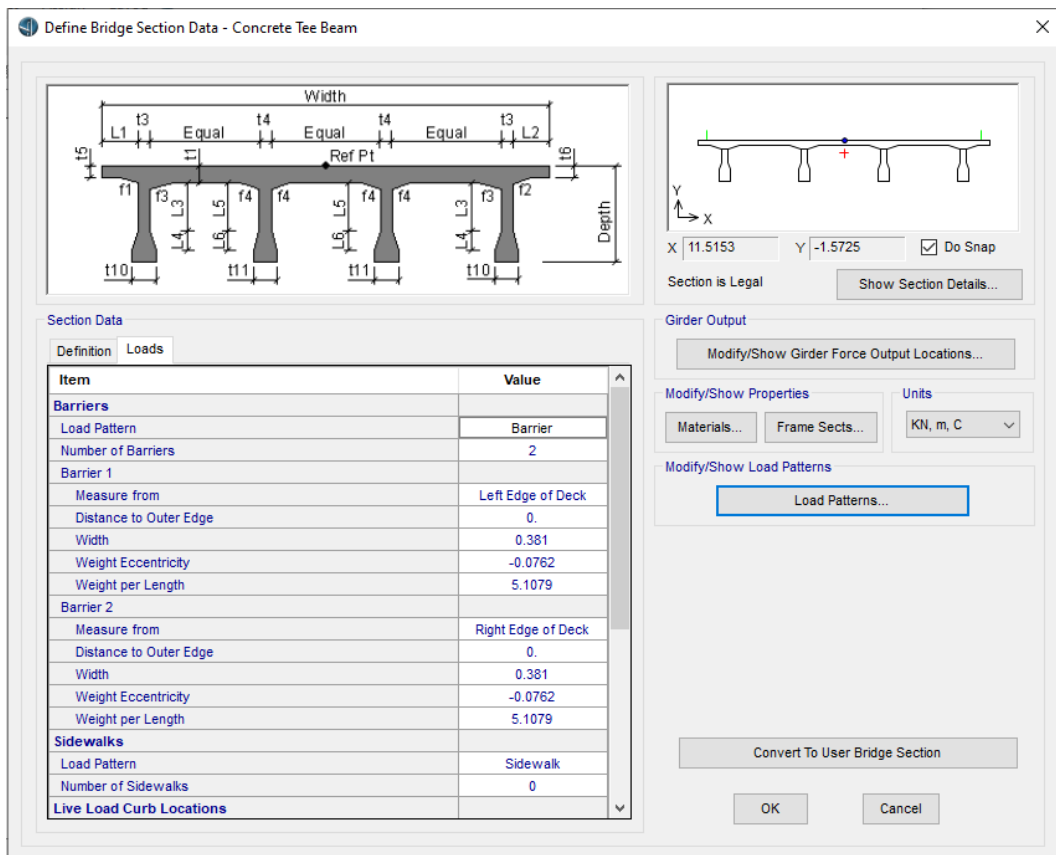 Define Bridge Section Data - Concrete Tee Beam
Width
t3 t4 t4 t3
L1 Equal Equal Equal L2
t5 t1 Ref Pt t6
f1 f3 f4 f4 f4 f4 f3 f2
L3 L5 L5 L3 Depth
L4 L6 L6 L4
t10 t11 t11 t10
Y
X
X 11.5153 Y -1.5725 Do Snap
Section is Legal Show Section Details...
Section Data
Definition Loads
Item Value
Barriers
Load Pattern Barrier
Number of Barriers 2
Barrier 1
Measure from Left Edge of Deck
Distance to Outer Edge 0.
Width 0.381
Weight Eccentricity -0.0762
Weight per Length 5.1079
Barrier 2
Measure from Right Edge of Deck
Distance to Outer Edge 0.
Width 0.381
Weight Eccentricity -0.0762
Weight per Length 5.1079
Sidewalks
Load Pattern Sidewalk
Number of Sidewalks 0
Live Load Curb Locations
Girder Output
Modify/Show Girder Force Output Locations...
Modify/Show Properties
Materials... Frame Sects...
Units
KN, m, C
Modify/Show Load Patterns
Load Patterns...
Convert To User Bridge Section
OK Cancel